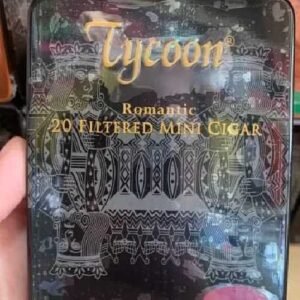 Tycoon®
Romantic
20 FILTERED MINI CIGAR